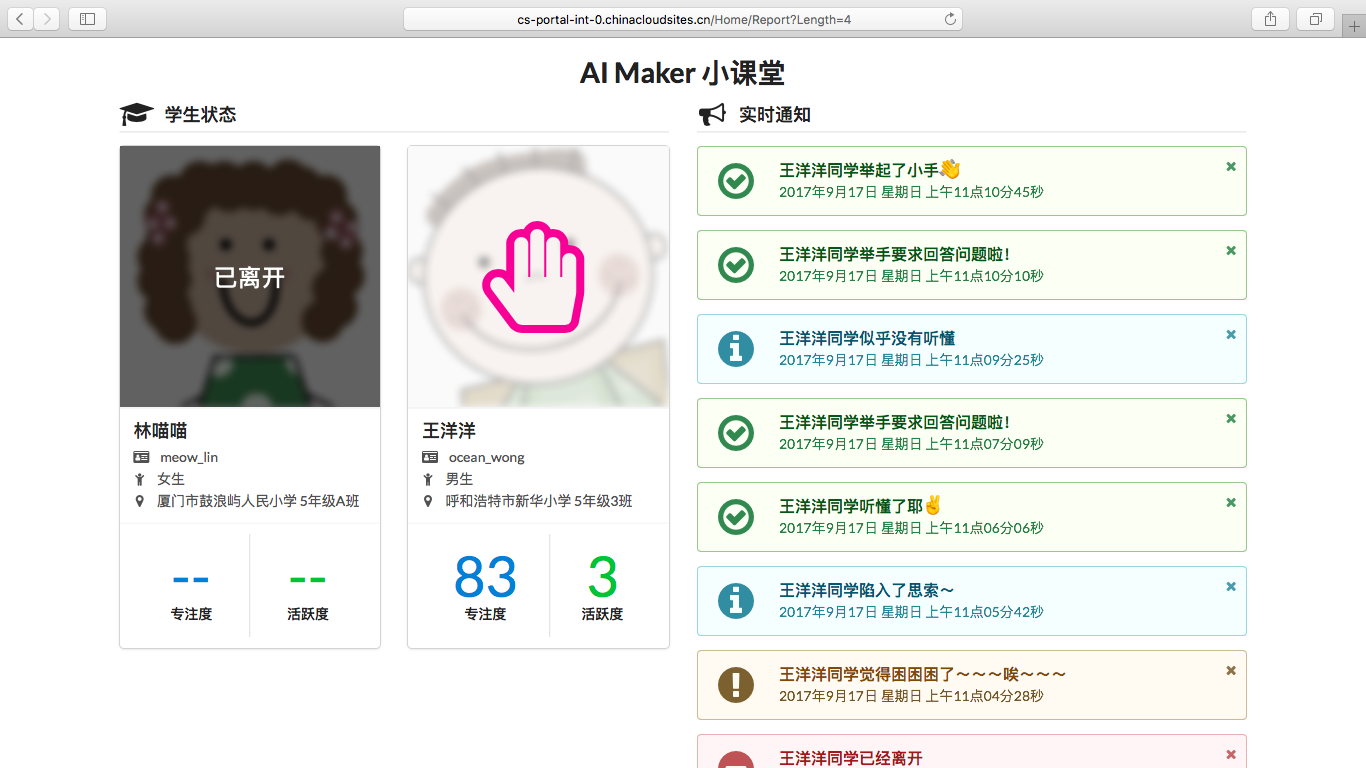 cs-portal-int-0.chinacloudsites.cn/Home/Report?Length=4
AI Maker 小课堂
学生状态
已离开
林喵喵
meow_lin
女生
厦门市鼓浪屿人民小学 5年级A班
--
专注度
--
活跃度
王洋洋
ocean_wong
男生
呼和浩特市新华小学 5年级3班
83
专注度
3
活跃度
实时通知
王洋洋同学举起了小手👋
2017年9月17日 星期日 上午11点10分45秒
王洋洋同学举手要求回答问题啦!
2017年9月17日 星期日 上午11点10分10秒
王洋洋同学似乎没有听懂
2017年9月17日 星期日 上午11点09分25秒
王洋洋同学举手要求回答问题啦!
2017年9月17日 星期日 上午11点07分09秒
王洋洋同学听懂了耶✌
2017年9月17日 星期日 上午11点06分06秒
王洋洋同学陷入了思索～
2017年9月17日 星期日 上午11点05分42秒
王洋洋同学觉得困困困了～～～唉～～～
2017年9月17日 星期日 上午11点04分28秒
王洋洋同学已经离开